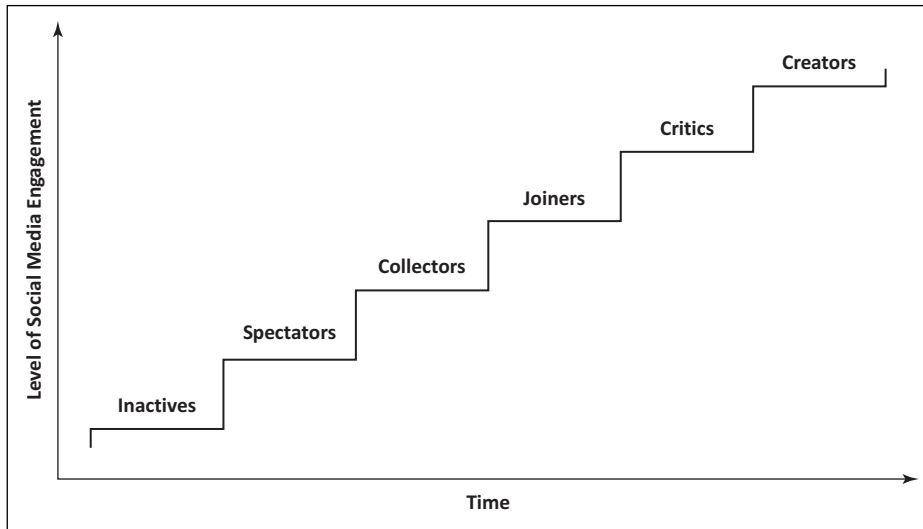 Creators
Critics
Joiners
Collectors
Spectators
Inactives
Level of Social Media Engagement
Time